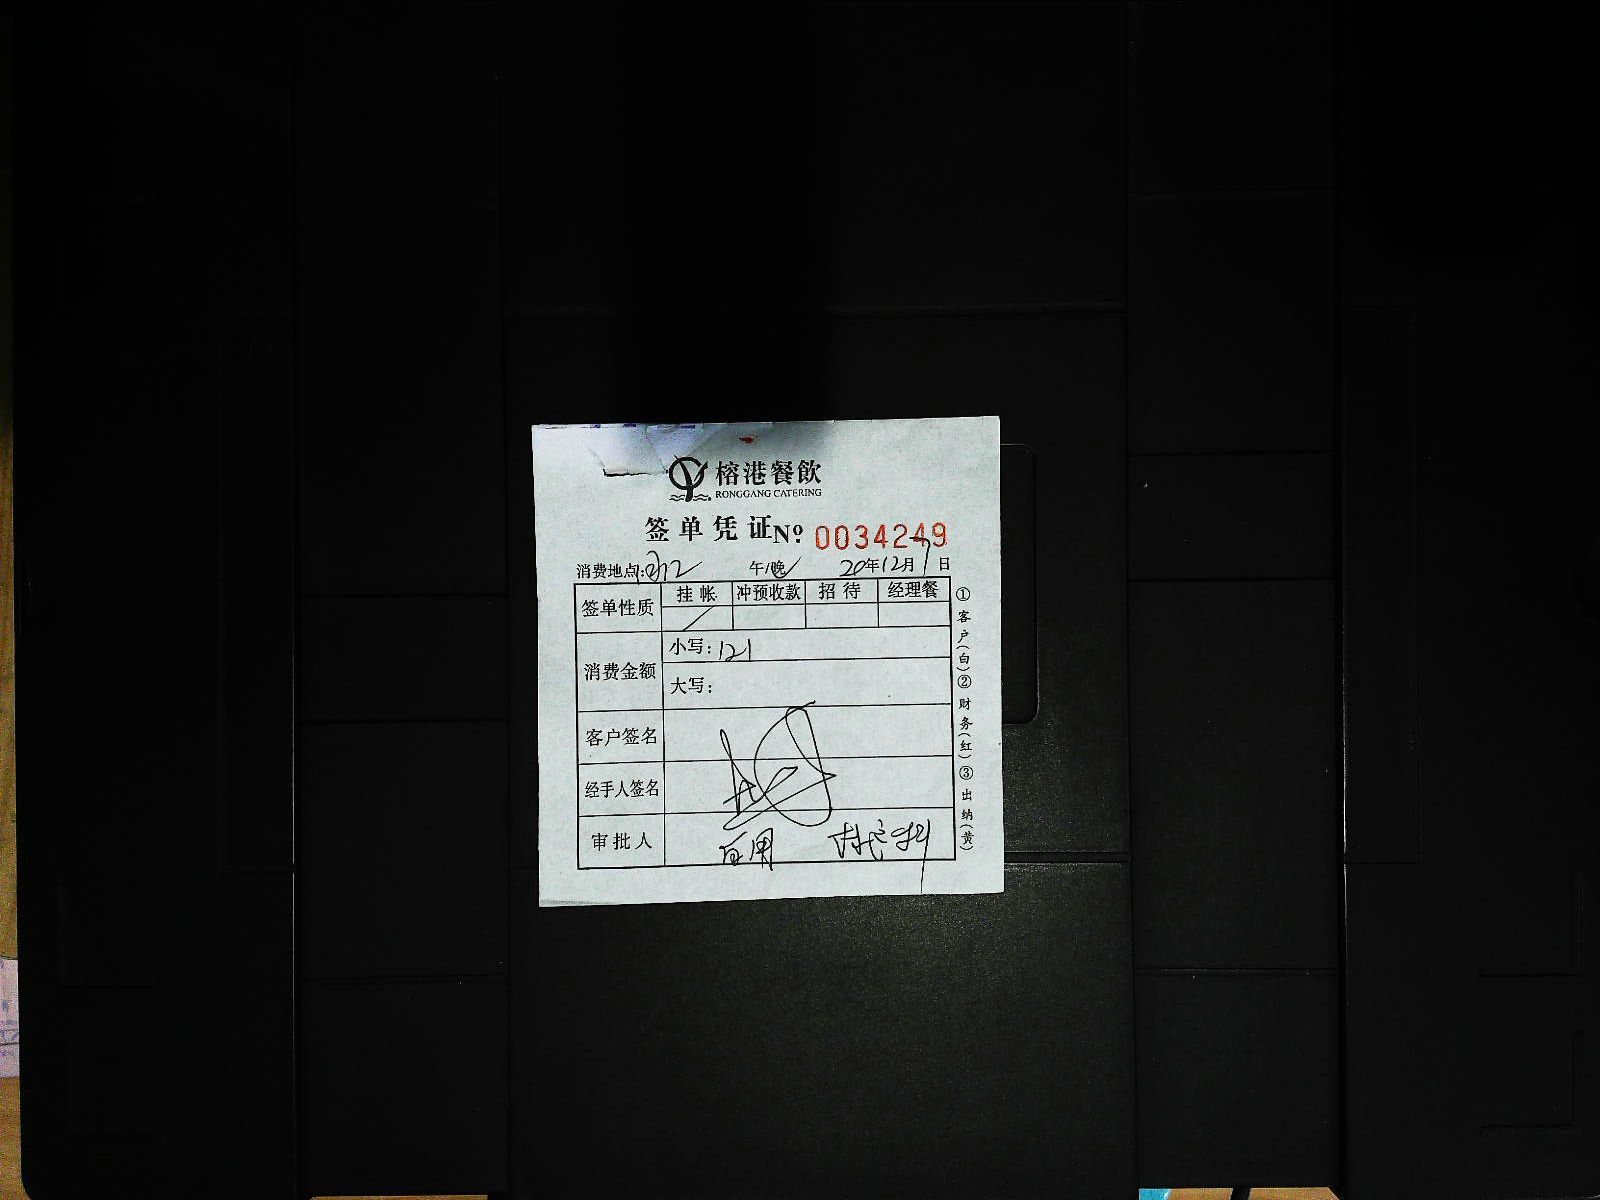 榕港餐飲
RONGGANG CATERING
签单凭证 Nº 0034249
消费地点: 午/晚 20年12月7日
签单性质 挂帐 冲预收款 招待 经理餐
消费金额 小写: 121
大写:
客户签名
经手人签名
审批人
①客户(白)②财务(红)③出纳(黄)